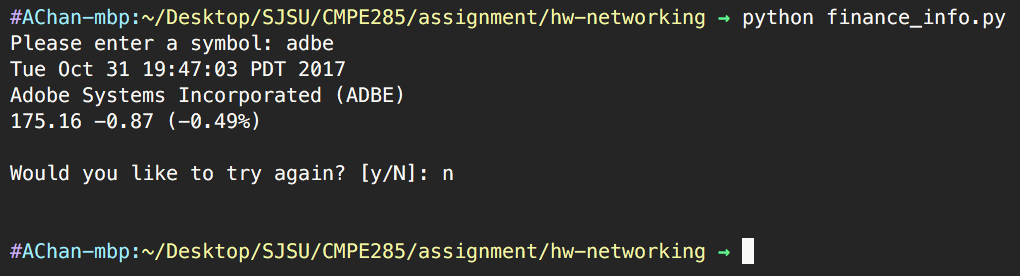 #AChan-mbp:~/Desktop/SJSU/CMPE285/assignment/hw-networking → python finance_info.py
Please enter a symbol: adbe
Tue Oct 31 19:47:03 PDT 2017
Adobe Systems Incorporated (ADBE)
175.16 -0.87 (-0.49%)
Would you like to try again? [y/N]: n
#AChan-mbp:~/Desktop/SJSU/CMPE285/assignment/hw-networking →